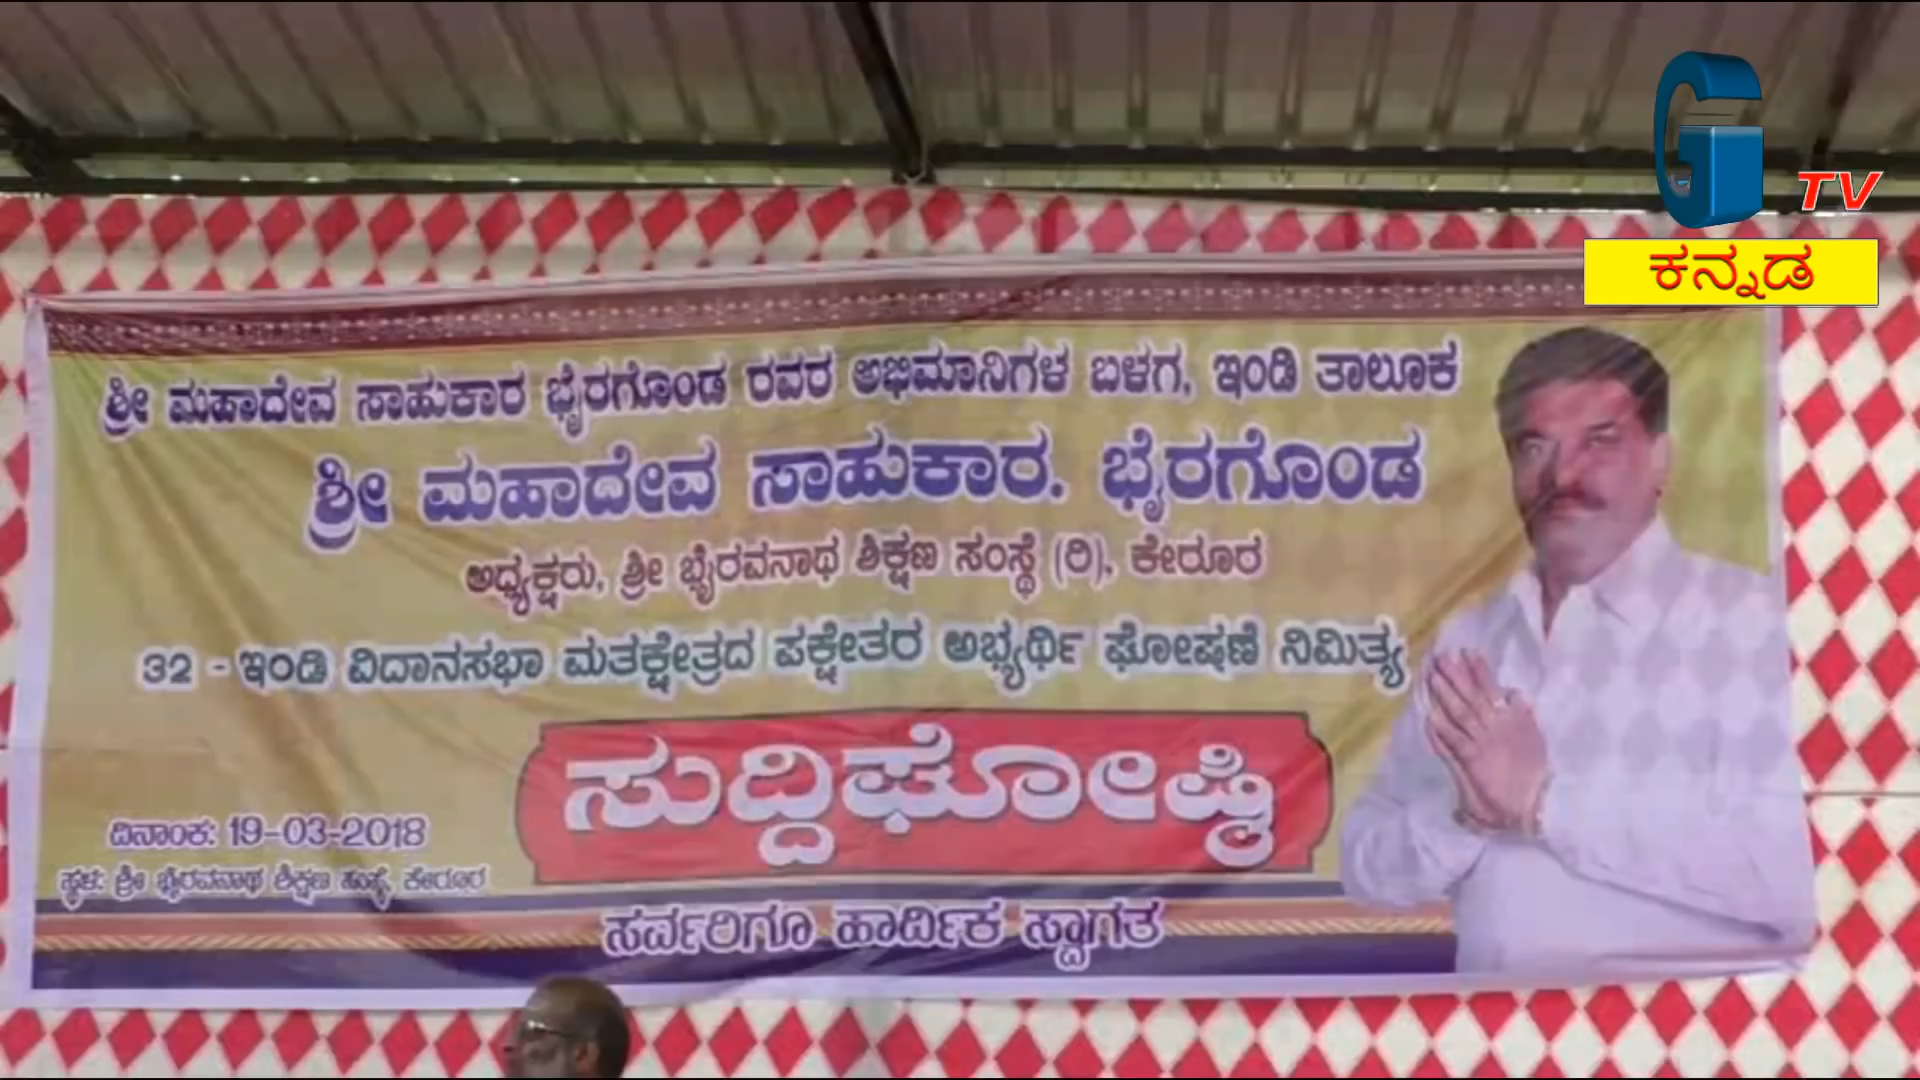 G TV
ಕನ್ನಡ
ಶ್ರೀ ಮಹಾದೇವ ಸಾಹುಕಾರ ಭೈರಗೊಂಡ ರವರ ಅಭಿಮಾನಿಗಳ ಬಳಗ, ಇಂಡಿ ತಾಲೂಕ
ಶ್ರೀ ಮಹಾದೇವ ಸಾಹುಕಾರ. ಭೈರಗೊಂಡ
ಅಧ್ಯಕ್ಷರು, ಶ್ರೀ ಭೈರವನಾಥ ಶಿಕ್ಷಣ ಸಂಸ್ಥೆ (ರಿ), ಕೇರೂರ
32 - ಇಂಡಿ ವಿದಾನಸಭಾ ಮತಕ್ಷೇತ್ರದ ಪಕ್ಷೇತರ ಅಭ್ಯರ್ಥಿ ಘೋಷಣೆ ನಿಮಿತ್ಯ
ಸುದ್ದಿಘೋಷ್ಠಿ
ದಿನಾಂಕ: 19-03-2018
ಸ್ಥಳ: ಶ್ರೀ ಭೈರವನಾಥ ಶಿಕ್ಷಣ ಸಂಸ್ಥೆ, ಕೇರೂರ
ಸರ್ವರಿಗೂ ಹಾರ್ದಿಕ ಸ್ವಾಗತ